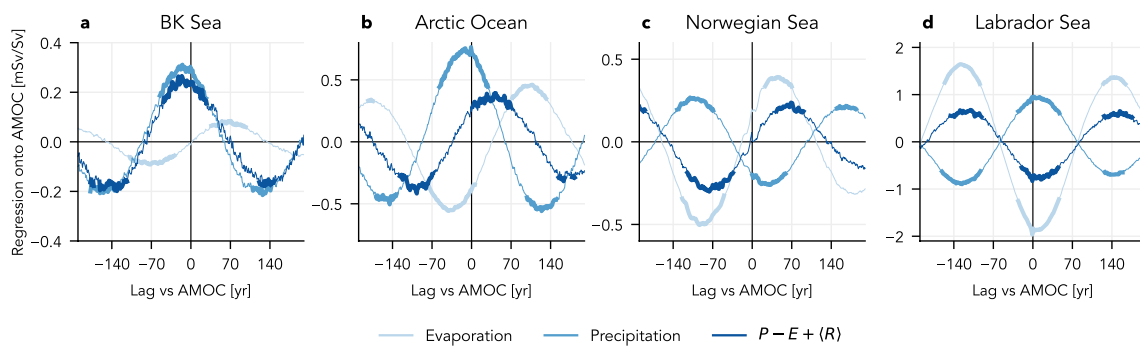 a BK Sea
b Arctic Ocean
c Norwegian Sea
d Labrador Sea
Regression onto AMOC [mSv/Sv]
0.4
0.2
0.0
−0.2
−0.4
0.5
0.0
−0.5
0.5
0.0
−0.5
2
1
0
−1
−2
−140 −70 0 70 140
−140 −70 0 70 140
−140 −70 0 70 140
−140 −70 0 70 140
Lag vs AMOC [yr]
Lag vs AMOC [yr]
Lag vs AMOC [yr]
Lag vs AMOC [yr]
Evaporation Precipitation P − E + ⟨R⟩